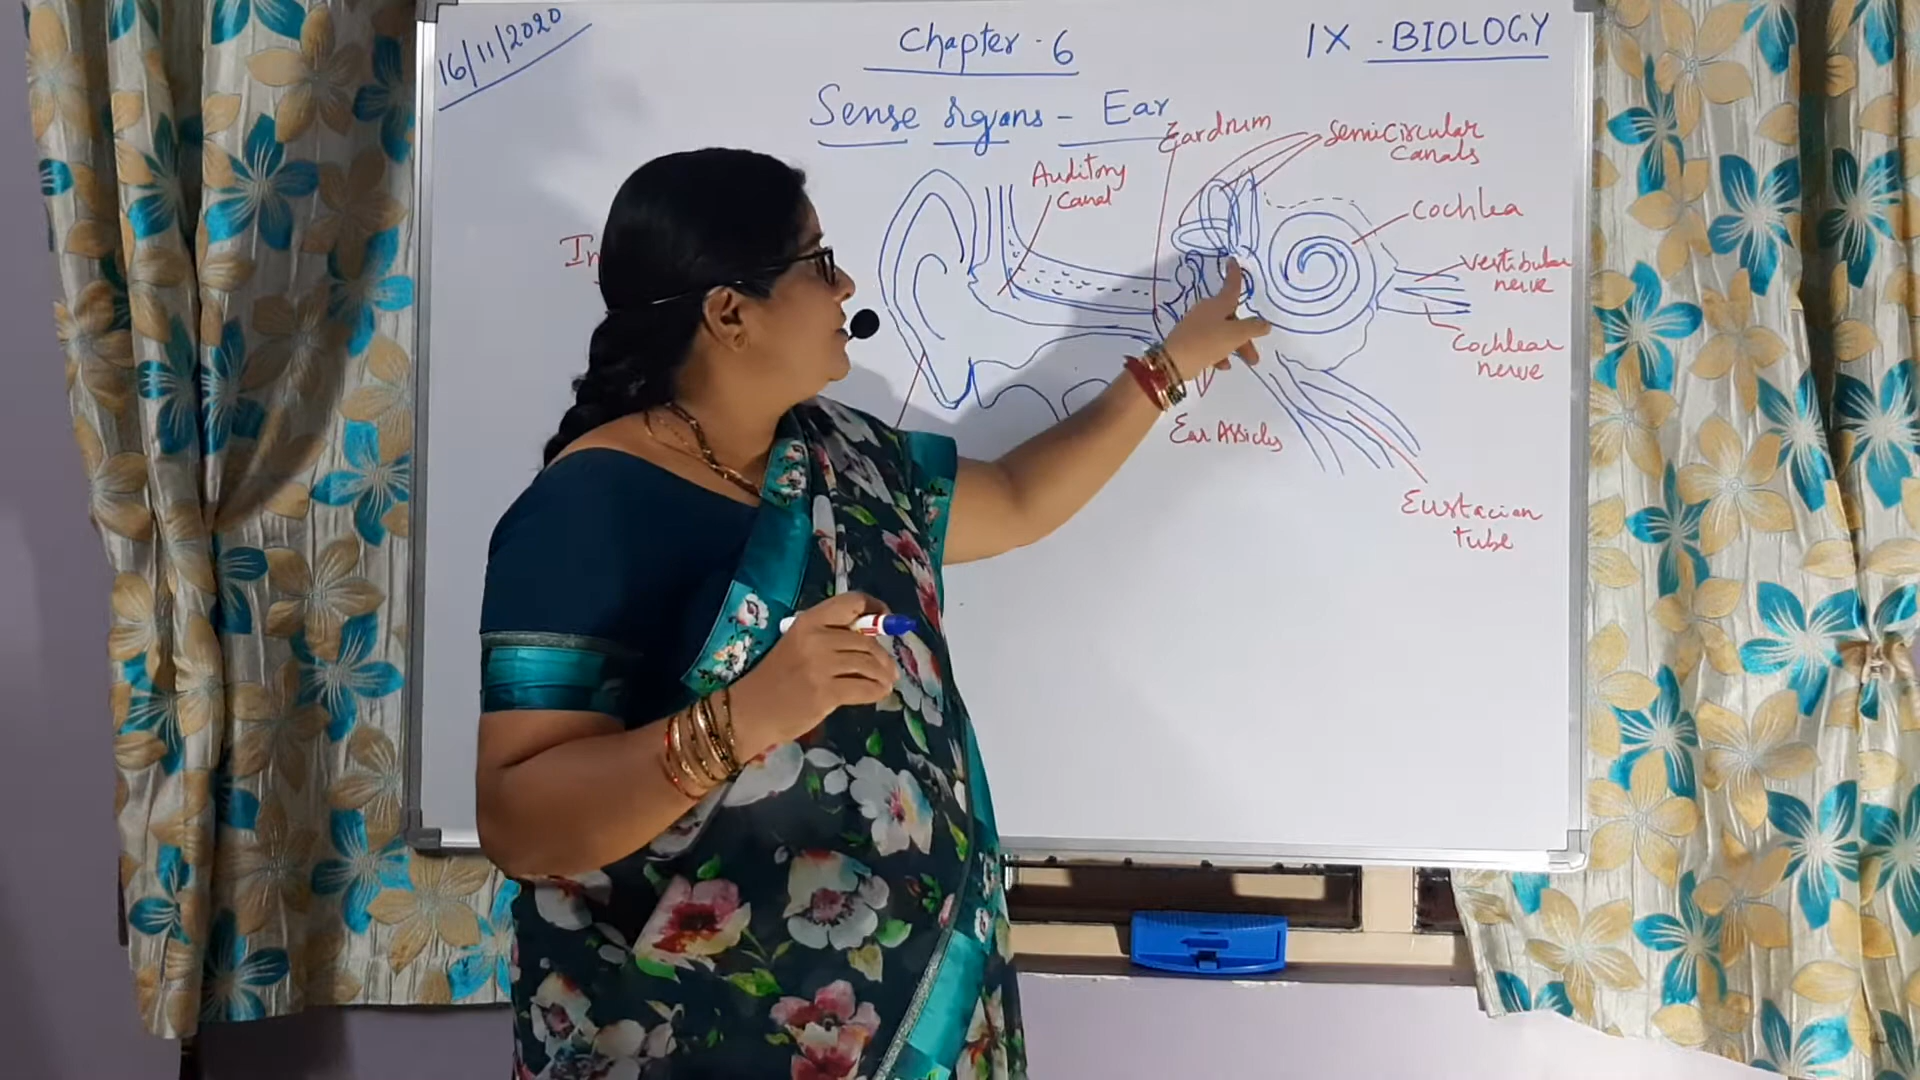 16/11/2020
Chapter - 6
IX - BIOLOGY
Sense organs - Ear
Eardrum
Semicircular
canals
Auditory
canal
Cochlea
Vestibular
nerve
Cochlear
nerve
Ear Assicles
Eustacian
tube